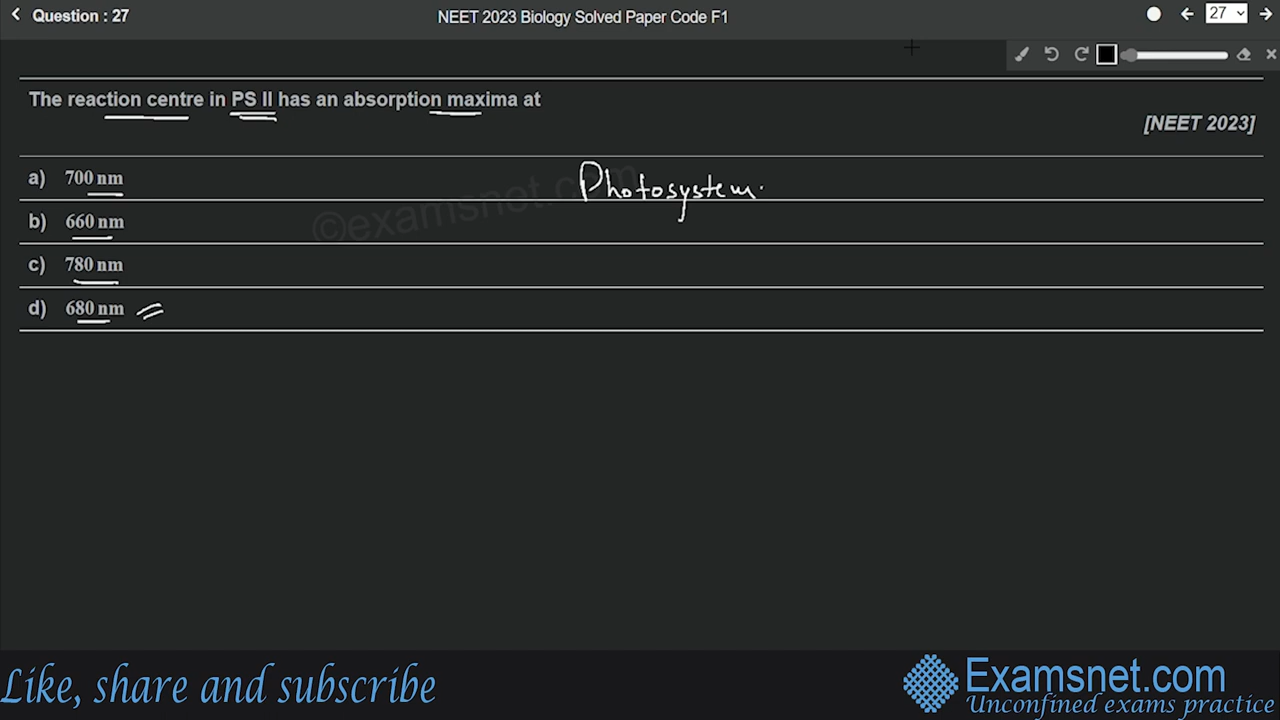 Question : 27
NEET 2023 Biology Solved Paper Code F1
27
The reaction centre in PS II has an absorption maxima at
[NEET 2023]
a) 700 nm
Photosystem.
b) 660 nm
©examsnet.com
c) 780 nm
d) 680 nm
Like, share and subscribe
Examsnet.com
Unconfined exams practice